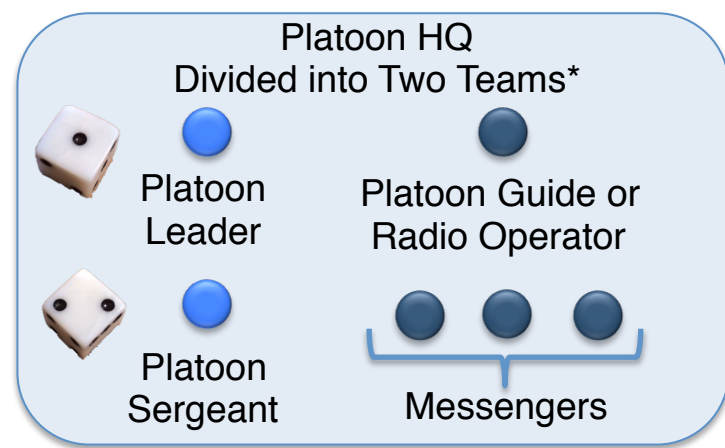 Platoon HQ
Divided into Two Teams*
Platoon
Leader
Platoon Guide or
Radio Operator
Platoon
Sergeant
Messengers